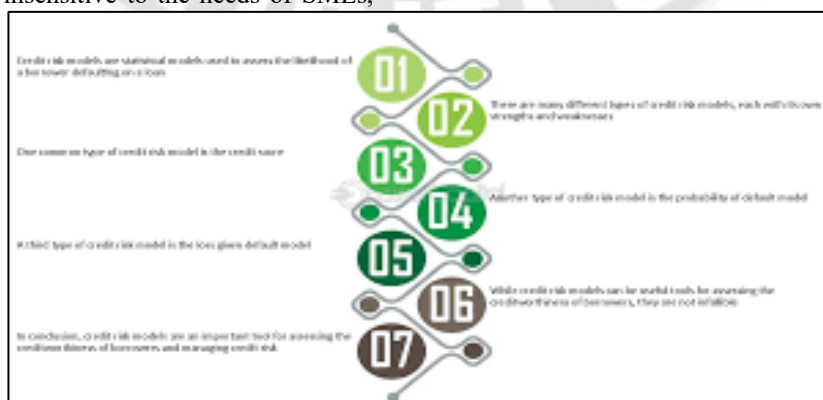 insensitive to the needs of SMEs,
Credit risk models are statistical models used to assess the likelihood of
a borrower defaulting on a loan
01
02
There are many different types of credit risk models, each with its own
strengths and weaknesses
One common type of credit risk model is the credit score
03
04
Another type of credit risk model is the probability of default model
A third type of credit risk model is the loss given default model
05
06
While credit risk models can be useful tools for assessing the
creditworthiness of borrowers, they are not infallible
In conclusion, credit risk models are an important tool for assessing the
creditworthiness of borrowers and managing credit risk
07